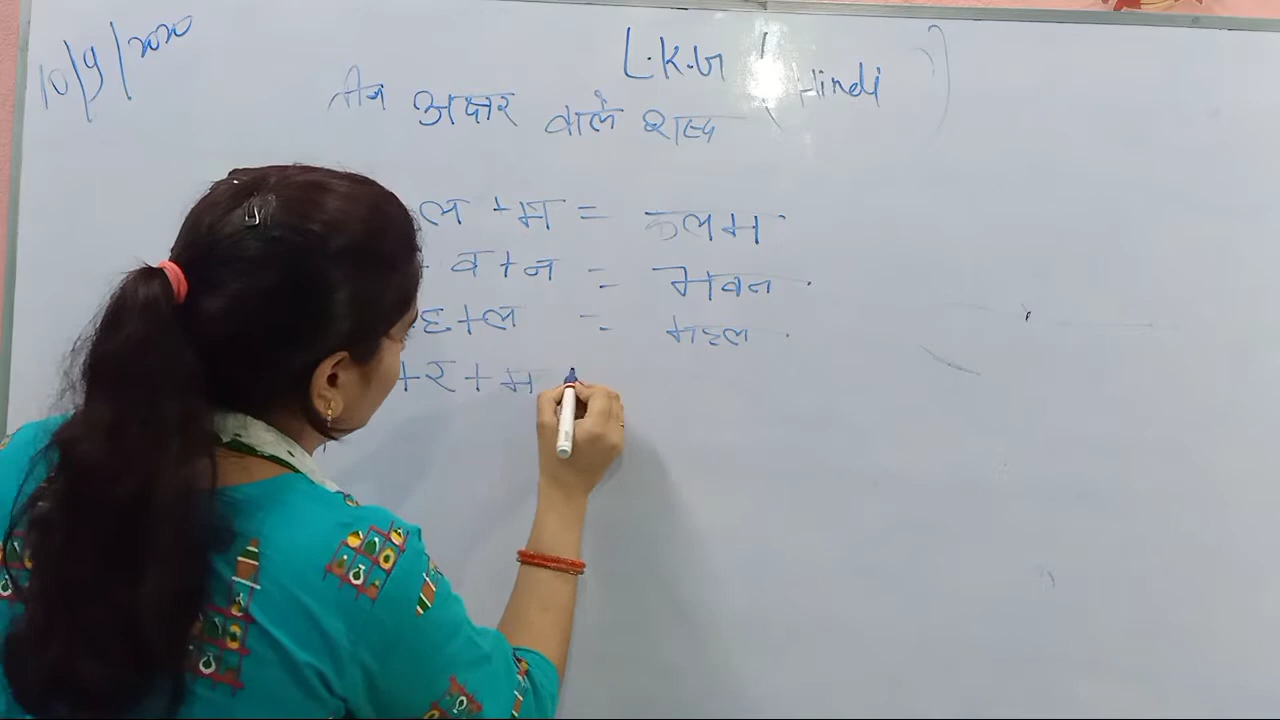 10/9/2020
L.K.G ( Hindi )
तीन अक्षर वाले शब्द
ल + म = कलम
+ व + न = भवन
ह + ल = महल
+ र + म